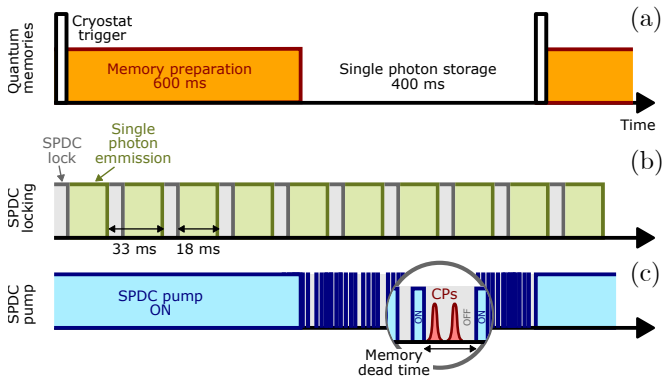 (a)
Cryostat
trigger
Quantum
memories
Memory preparation
600 ms
Single photon storage
400 ms
Time
(b)
SPDC
lock
Single
photon
emmission
SPDC
locking
33 ms
18 ms
(c)
SPDC
pump
SPDC pump
ON
ON
CPs
OFF
ON
Memory
dead time